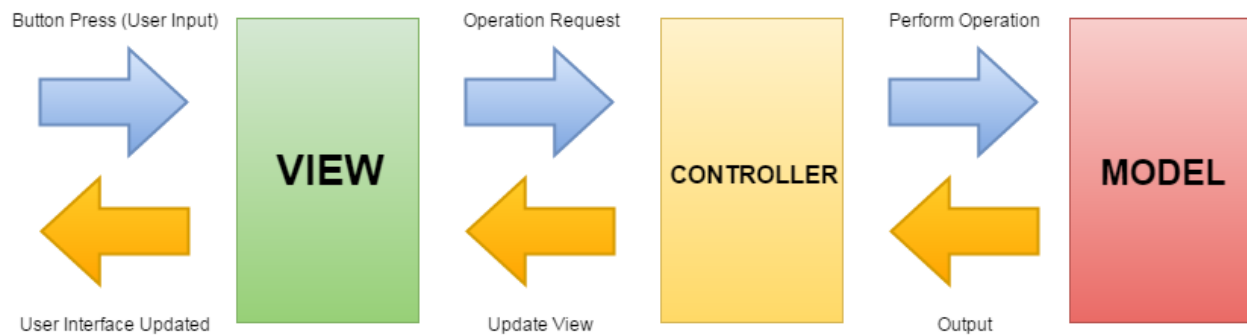 Button Press (User Input)
Operation Request
Perform Operation
VIEW
CONTROLLER
MODEL
User Interface Updated
Update View
Output